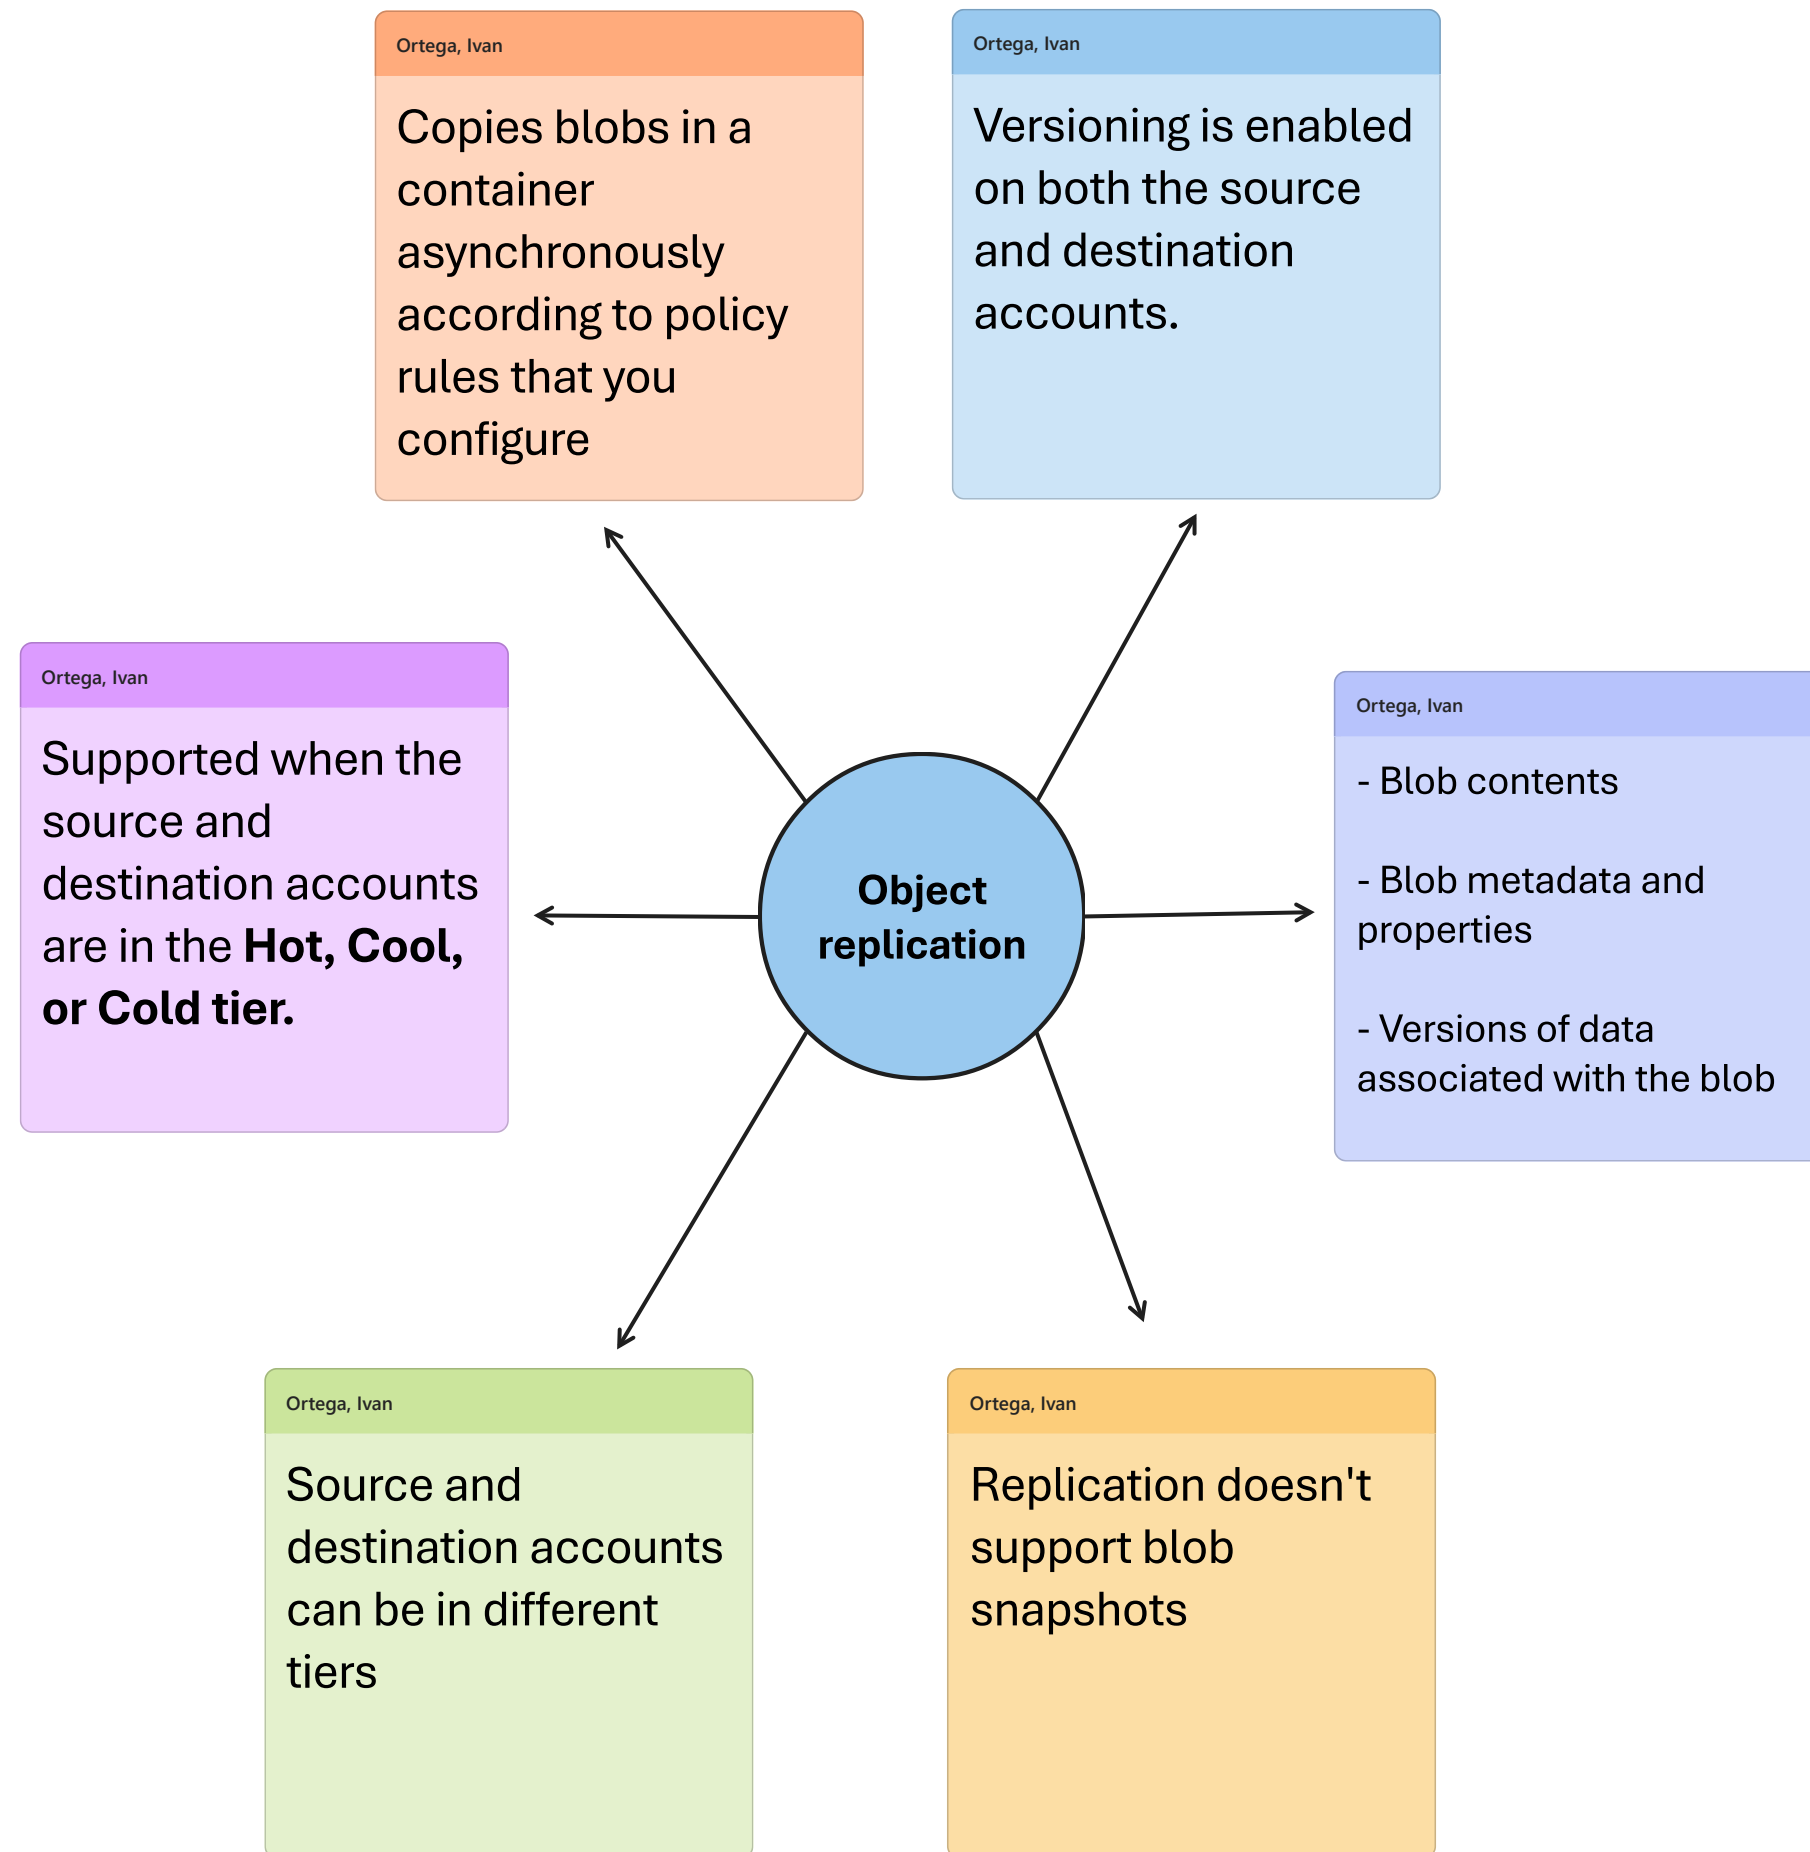 Ortega, Ivan
Copies blobs in a
container
asynchronously
according to policy
rules that you
configure
Ortega, Ivan
Versioning is enabled
on both the source
and destination
accounts.
Ortega, Ivan
Supported when the
source and
destination accounts
are in the Hot, Cool,
or Cold tier.
Object
replication
Ortega, Ivan
- Blob contents
- Blob metadata and
properties
- Versions of data
associated with the blob
Ortega, Ivan
Source and
destination accounts
can be in different
tiers
Ortega, Ivan
Replication doesn't
support blob
snapshots